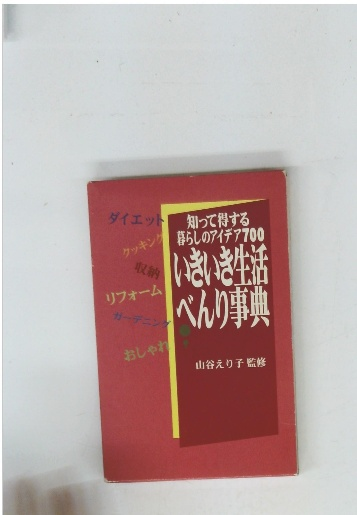 知って得する
暮らしのアイデア700
いきいき生活
べんり事典
山谷えり子 監修
ダイエット
クッキング
収納
リフォーム
ガーデニング
おしゃれ